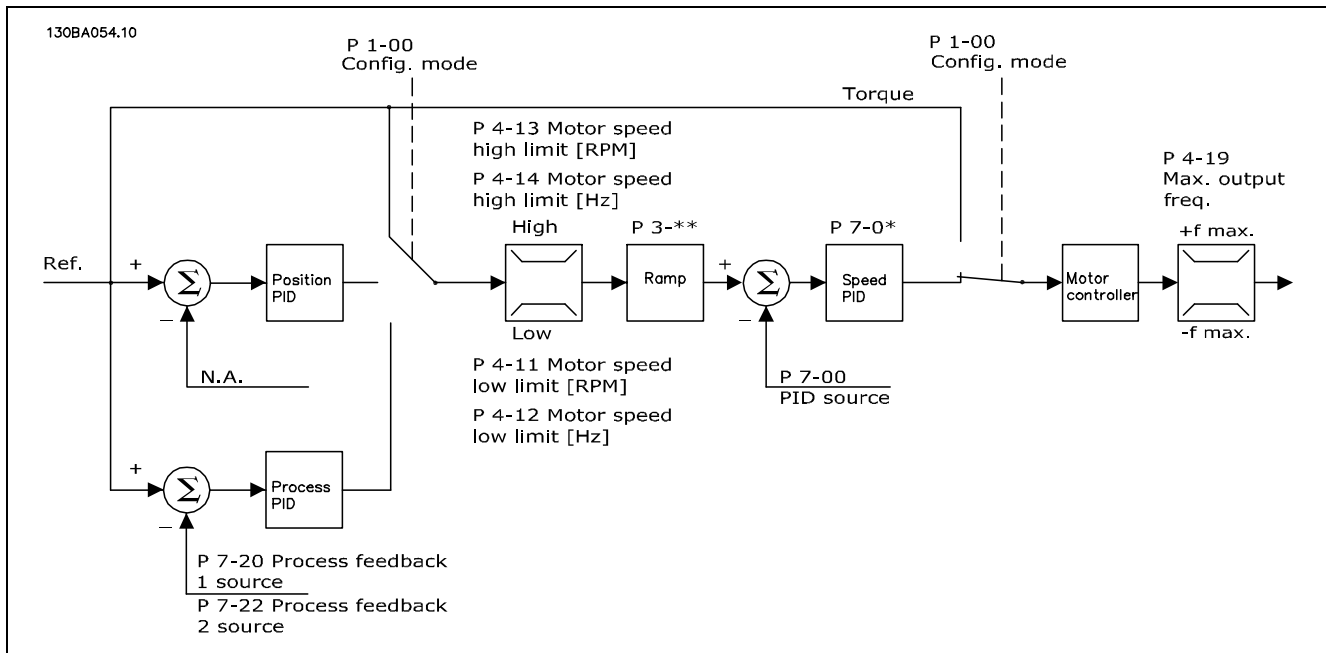 130BA054.10
P 1-00
Config. mode
P 1-00
Config. mode
Torque
P 4-13 Motor speed
high limit [RPM]
P 4-14 Motor speed
high limit [Hz]
P 4-19
Max. output
freq.
High
P 3-**
P 7-0*
+f max.
Ref.
+
Σ
–
Position
PID
Ramp
+
Σ
–
Speed
PID
Motor
controller
Low
-f max.
N.A.
P 4-11 Motor speed
low limit [RPM]
P 4-12 Motor speed
low limit [Hz]
P 7-00
PID source
+
Σ
–
Process
PID
P 7-20 Process feedback
1 source
P 7-22 Process feedback
2 source